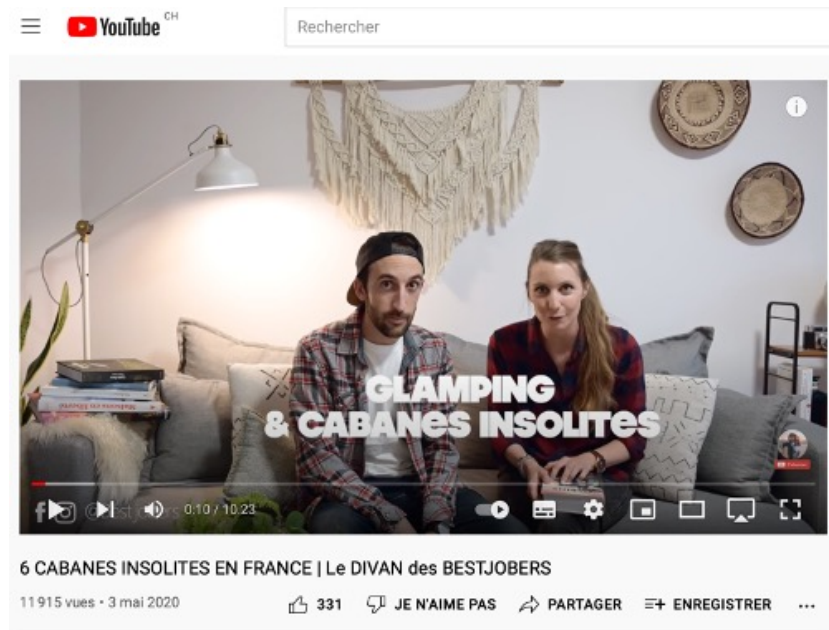 YouTube CH
Rechercher
GLAMPING
& CABANES INSOLITES
@bestjobers
0:10 / 10:23
6 CABANES INSOLITES EN FRANCE | Le DIVAN des BESTJOBERS
11 915 vues • 3 mai 2020
331
JE N'AIME PAS
PARTAGER
ENREGISTRER